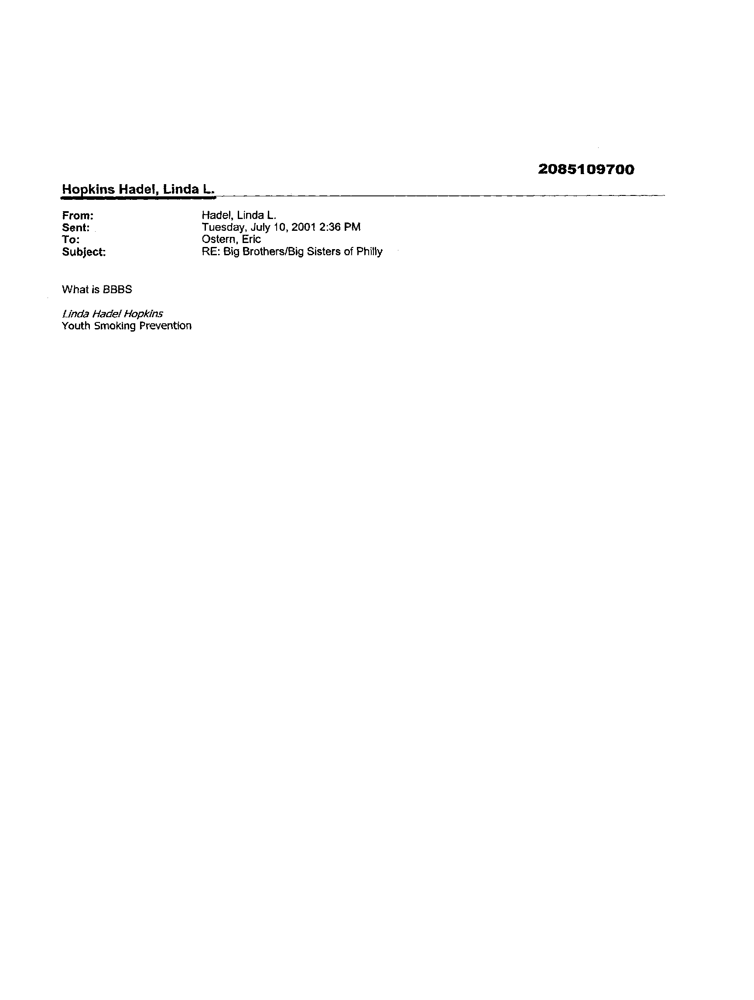 2085109700
Hopkins Hadel, Linda L.
From: Hadel, Linda L.
Sent: Tuesday, July 10, 2001 2:36 PM
To: Ostern, Eric
Subject: RE: Big Brothers/Big Sisters of Philly
What is BBBS
Linda Hadel Hopkins
Youth Smoking Prevention